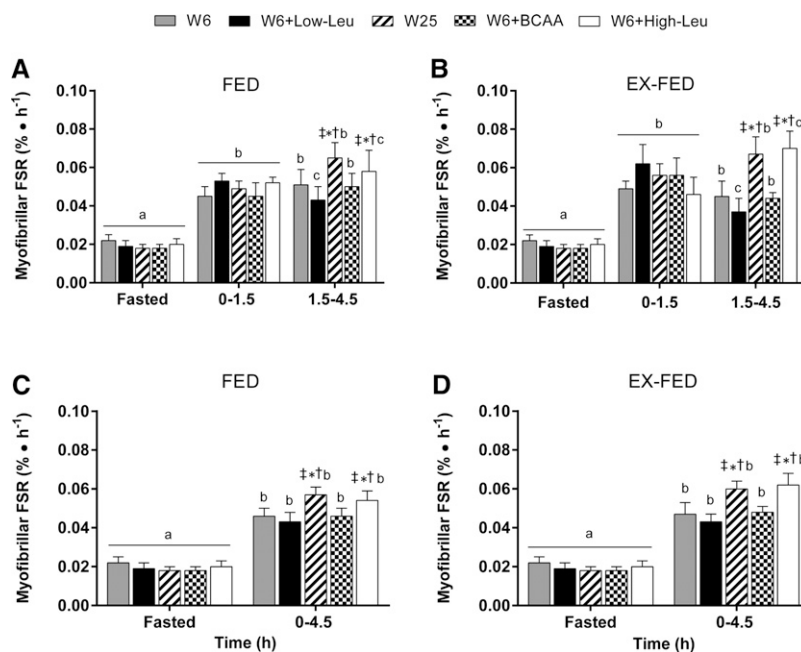 W6 W6+Low-Leu W25 W6+BCAA W6+High-Leu
A FED
Myofibrillar FSR (% • h-1)
0.10
0.08
0.06
0.04
0.02
0.00
a
b
b
c
‡*†b
b
‡*†c
Fasted 0-1.5 1.5-4.5
B EX-FED
Myofibrillar FSR (% • h-1)
0.10
0.08
0.06
0.04
0.02
0.00
a
b
b
c
‡*†b
b
‡*†c
Fasted 0-1.5 1.5-4.5
C FED
Myofibrillar FSR (% • h-1)
0.10
0.08
0.06
0.04
0.02
0.00
a
b
b
‡*†b
b
‡*†b
Fasted 0-4.5
Time (h)
D EX-FED
Myofibrillar FSR (% • h-1)
0.10
0.08
0.06
0.04
0.02
0.00
a
b
b
‡*†b
b
‡*†b
Fasted 0-4.5
Time (h)